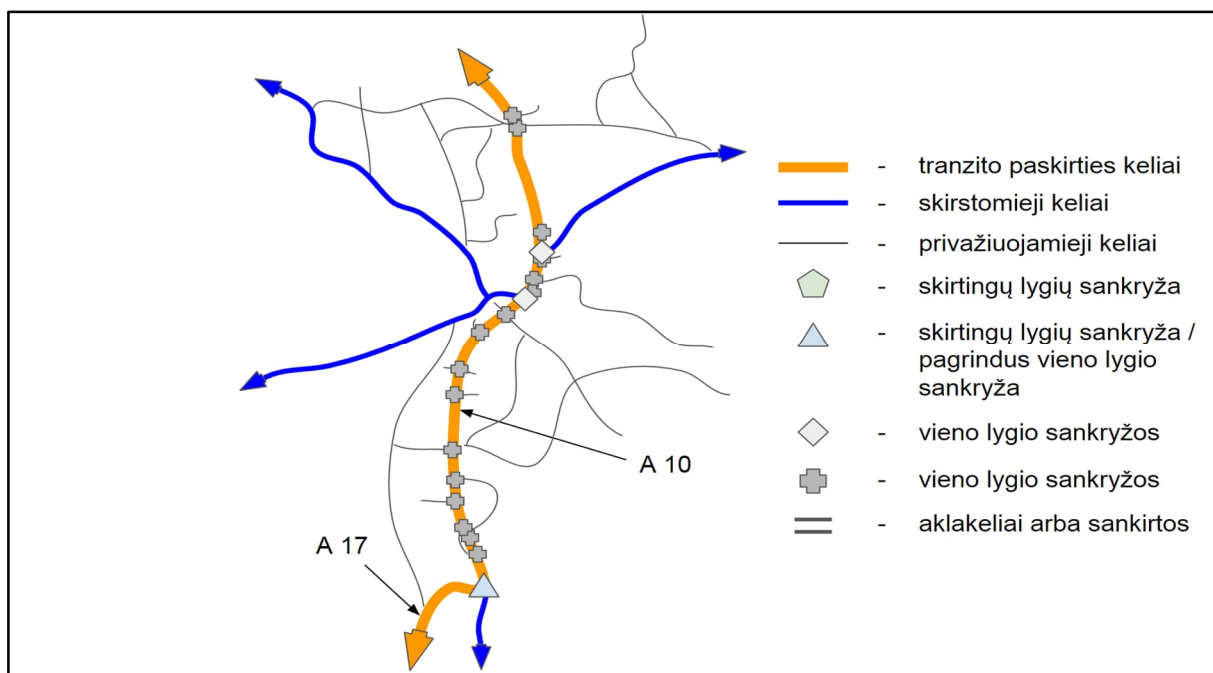 - tranzito paskirties keliai
- skirstomieji keliai
- privažiuojamieji keliai
- skirtingų lygių sankryža
- skirtingų lygių sankryža /
pagrindus vieno lygio
sankryža
- vieno lygio sankryžos
- vieno lygio sankryžos
- aklakeliai arba sankirtos
A 10
A 17